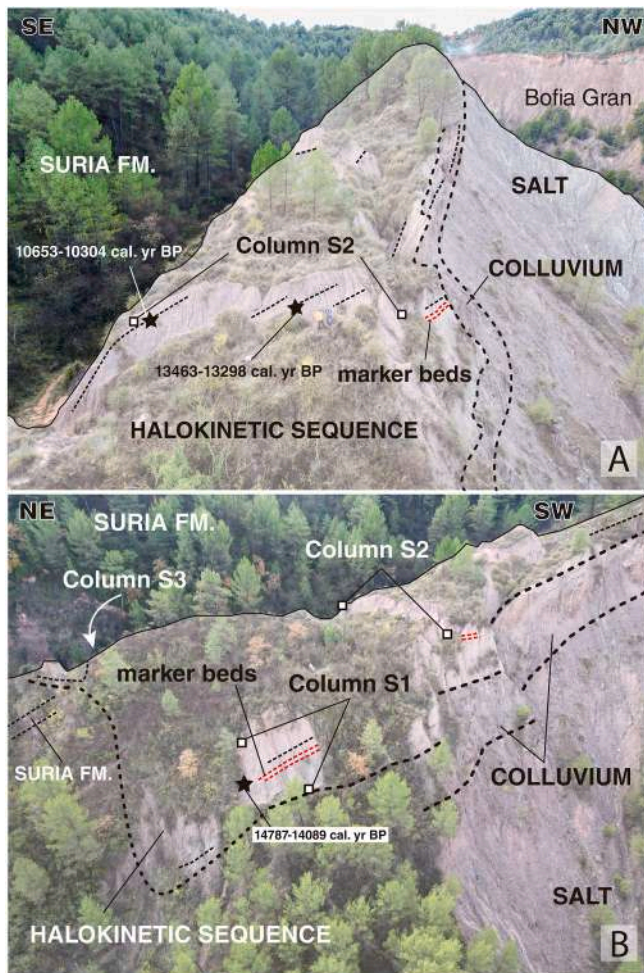 SE
NW
Bofia Gran
SURIA FM.
SALT
10653-10304 cal. yr BP
Column S2
COLLUVIUM
13463-13298 cal. yr BP
marker beds
HALOKINETIC SEQUENCE
A
NE
SW
SURIA FM.
Column S2
Column S3
marker beds
Column S1
SURIA FM.
COLLUVIUM
14787-14089 cal. yr BP
HALOKINETIC SEQUENCE
SALT
B